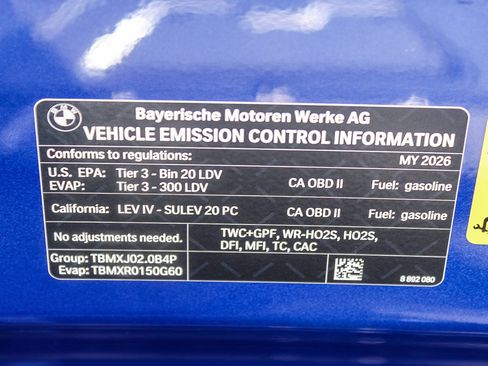 BMW
Bayerische Motoren Werke AG
VEHICLE EMISSION CONTROL INFORMATION
Conforms to regulations: MY 2026
U.S. EPA: Tier 3 - Bin 20 LDV CA OBD II Fuel: gasoline
EVAP: Tier 3 - 300 LDV
California: LEV IV - SULEV 20 PC CA OBD II Fuel: gasoline
No adjustments needed.
TWC+GPF, WR-HO2S, HO2S,
DFI, MFI, TC, CAC
Group: TBMXJ02.0B4P
Evap: TBMXR0150G60
8 892 080